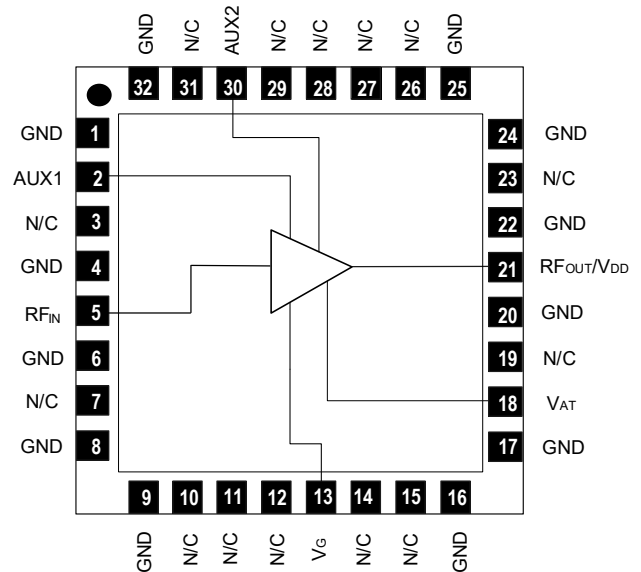 GND N/C AUX2 N/C N/C N/C N/C GND
32 31 30 29 28 27 26 25
GND 1 24 GND
AUX1 2 23 N/C
N/C 3 22 GND
GND 4 21 RFOUT/VDD
RFIN 5 20 GND
GND 6 19 N/C
N/C 7 18 VAT
GND 8 17 GND
9 10 11 12 13 14 15 16
GND N/C N/C N/C VG N/C N/C GND